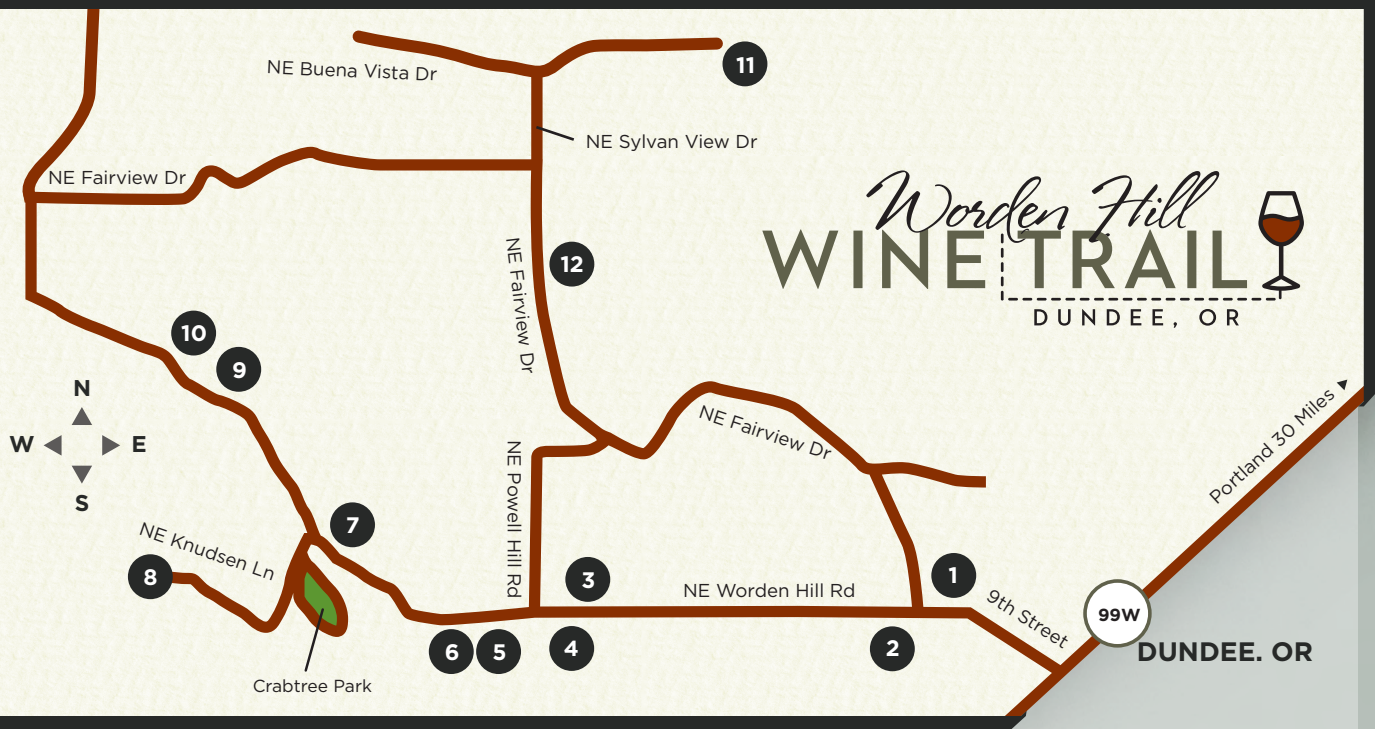 11
NE Buena Vista Dr
NE Sylvan View Dr
NE Fairview Dr
Worden Hill
WINE TRAIL
DUNDEE, OR
12
NE Fairview Dr
10
9
N
W
E
S
Portland 30 Miles
NE Fairview Dr
NE Powell Hill Rd
7
NE Knudsen Ln
8
3
NE Worden Hill Rd
1
9th Street
99W
DUNDEE. OR
6
5
4
2
Crabtree Park